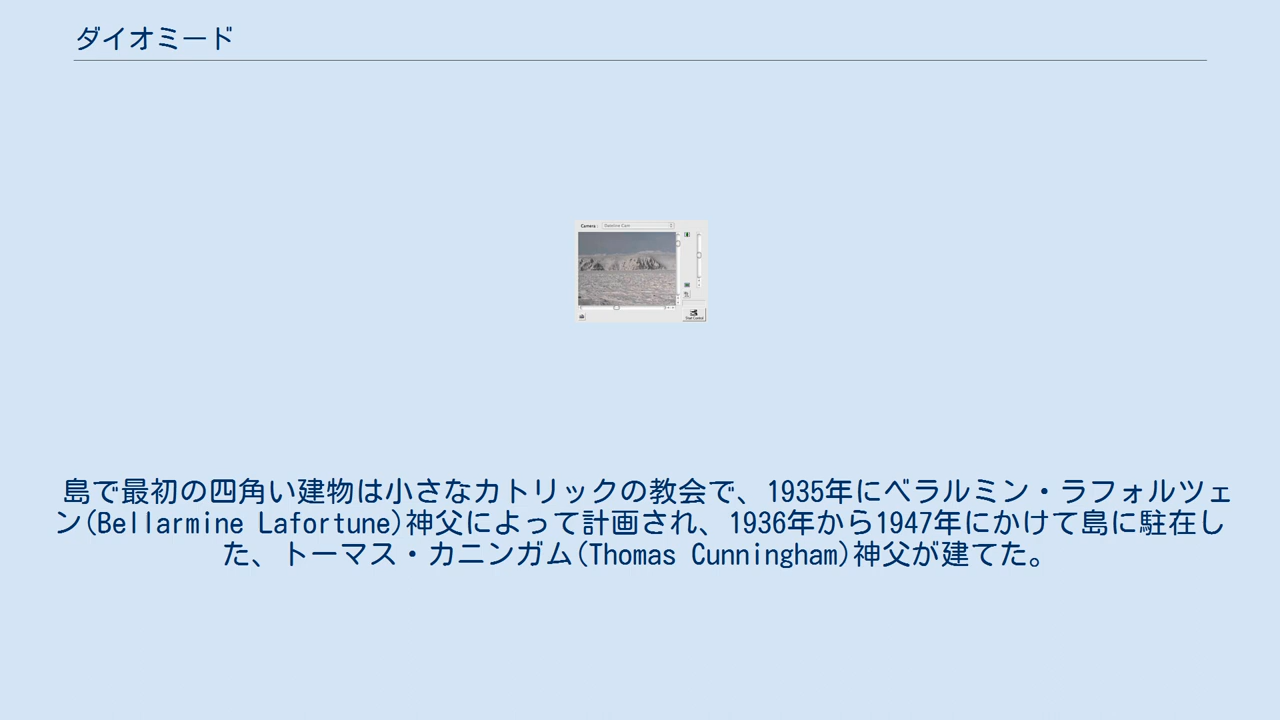 ダイオミード
Camera:
島で最初の四角い建物は小さなカトリックの教会で、1935年にベラルミン・ラフォルツェ
ン(Bellarmine Lafortune)神父によって計画され、1936年から1947年にかけて島に駐在し
た、トーマス・カニンガム(Thomas Cunningham)神父が建てた。